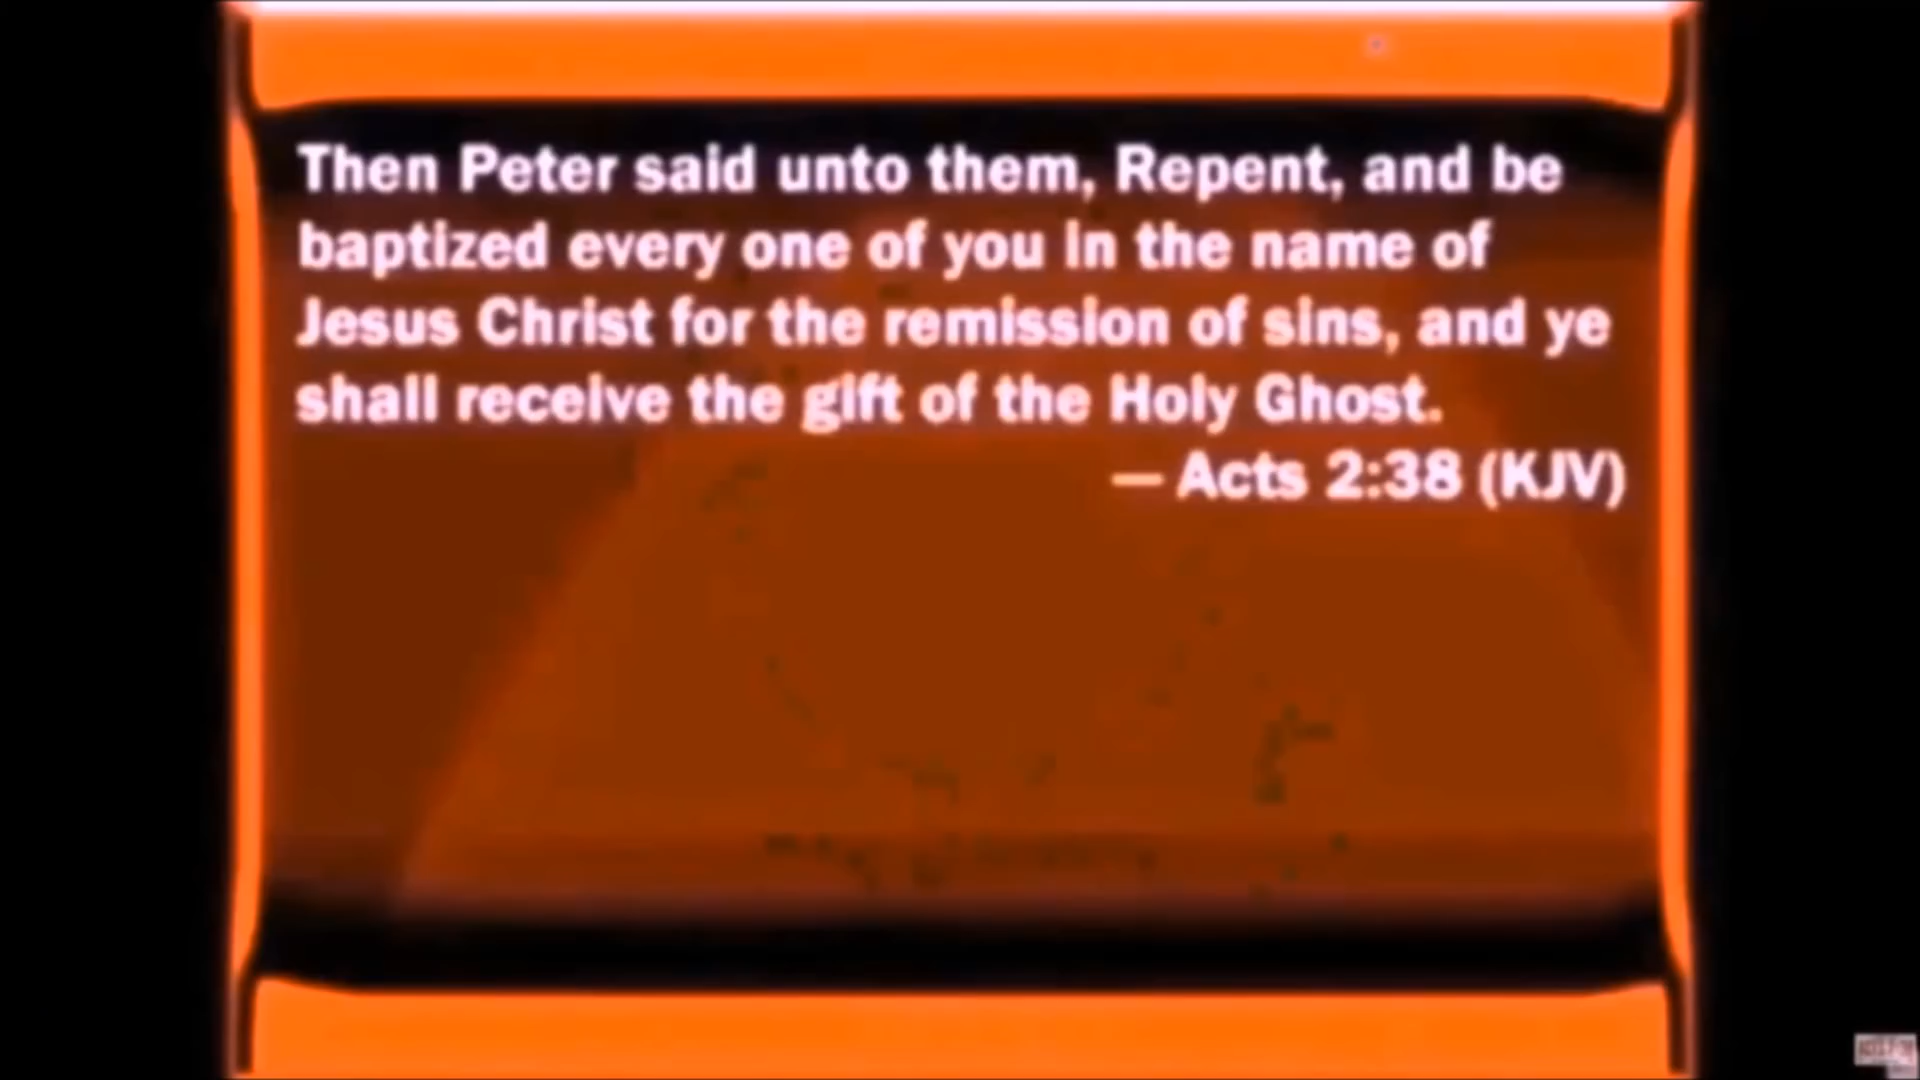 Then Peter said unto them, Repent, and be
baptized every one of you in the name of
Jesus Christ for the remission of sins, and ye
shall receive the gift of the Holy Ghost.
— Acts 2:38 (KJV)